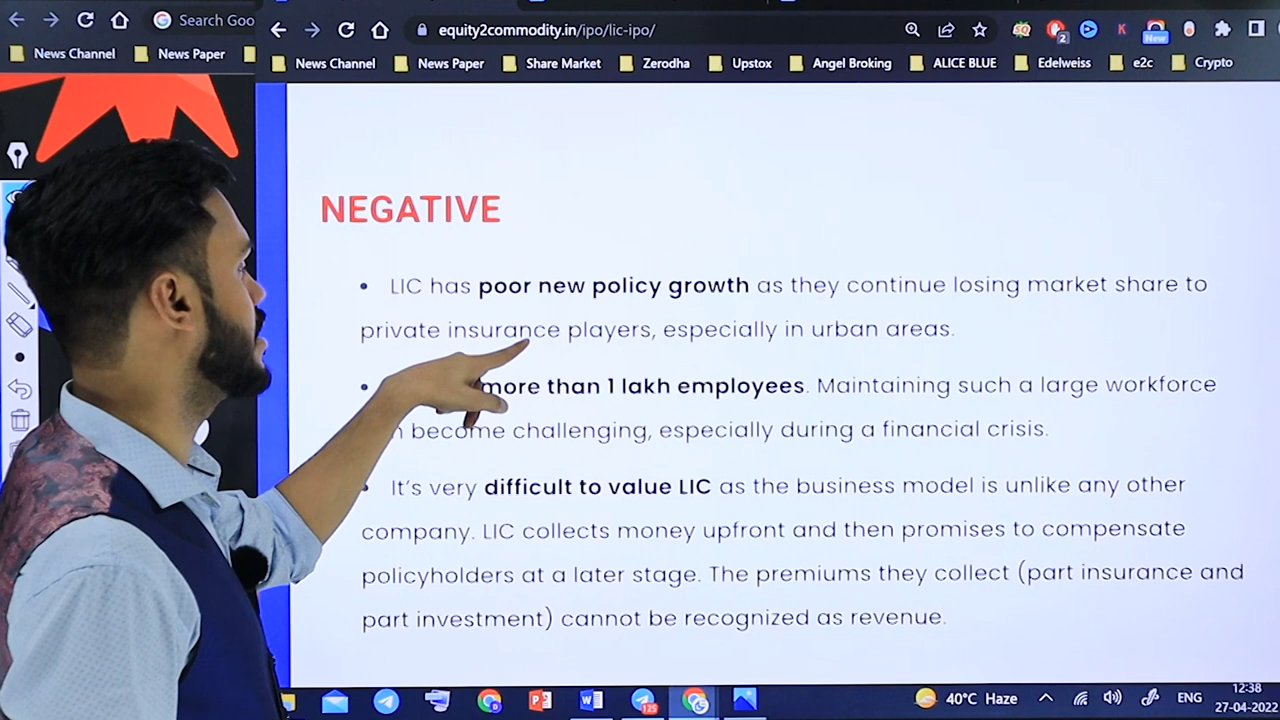 Search Goo
equity2commodity.in/ipo/lic-ipo/
2
New
News Channel
News Paper
News Channel
News Paper
Share Market
Zerodha
Upstox
Angel Broking
ALICE BLUE
Edelweiss
e2c
Crypto
NEGATIVE
LIC has poor new policy growth as they continue losing market share to
private insurance players, especially in urban areas.
more than 1 lakh employees. Maintaining such a large workforce
become challenging, especially during a financial crisis.
It's very difficult to value LIC as the business model is unlike any other
company. LIC collects money upfront and then promises to compensate
policyholders at a later stage. The premiums they collect (part insurance and
part investment) cannot be recognized as revenue.
125
40°C Haze
ENG
12:38
27-04-2022